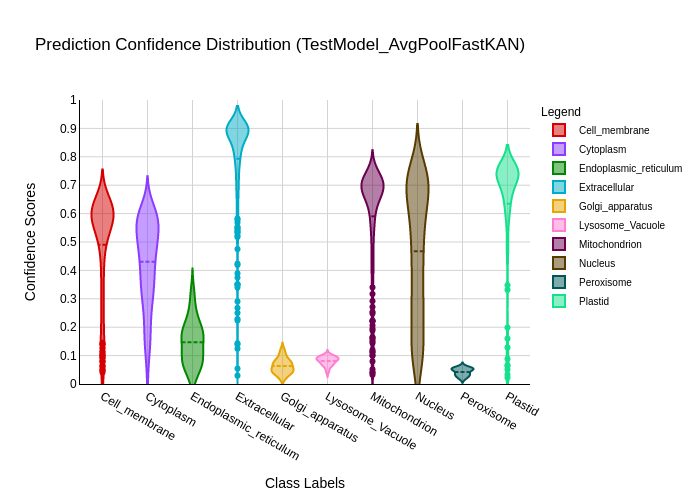 Prediction Confidence Distribution (TestModel_AvgPoolFastKAN)
Confidence Scores
1
0.9
0.8
0.7
0.6
0.5
0.4
0.3
0.2
0.1
0
Cell_membrane
Cytoplasm
Endoplasmic_reticulum
Extracellular
Golgi_apparatus
Lysosome_Vacuole
Mitochondrion
Nucleus
Peroxisome
Plastid
Class Labels
Legend
Cell_membrane
Cytoplasm
Endoplasmic_reticulum
Extracellular
Golgi_apparatus
Lysosome_Vacuole
Mitochondrion
Nucleus
Peroxisome
Plastid